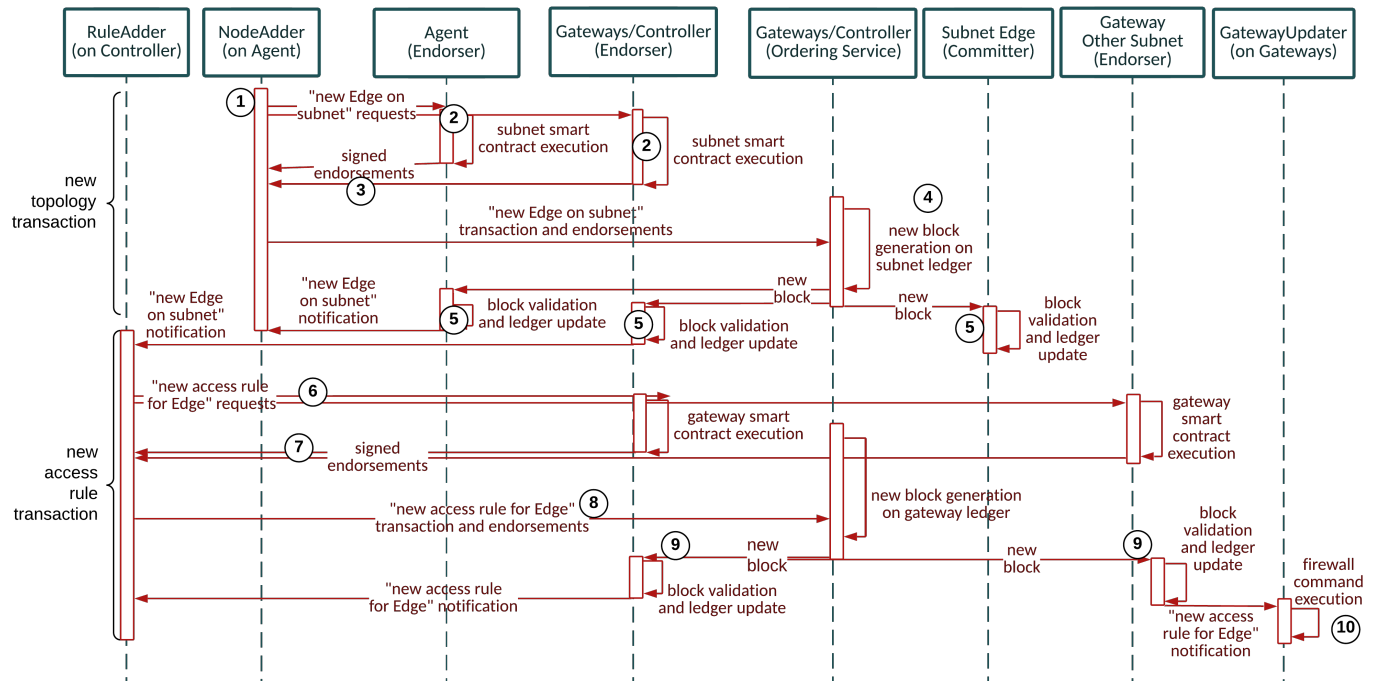 RuleAdder
(on Controller)
NodeAdder
(on Agent)
Agent
(Endorser)
Gateways/Controller
(Endorser)
Gateways/Controller
(Ordering Service)
Subnet Edge
(Committer)
Gateway
Other Subnet
(Endorser)
GatewayUpdater
(on Gateways)
new
topology
transaction
1
"new Edge on
subnet" requests
2
subnet smart
contract execution
2
subnet smart
contract execution
signed
endorsements
3
"new Edge on subnet"
transaction and endorsements
4
new block
generation on
subnet ledger
new
block
new
block
"new Edge
on subnet"
notification
"new Edge
on subnet"
notification
5
block validation
and ledger update
5
block validation
and ledger update
5
block
validation
and ledger
update
new
access
rule
transaction
"new access rule
for Edge" requests
6
gateway smart
contract execution
gateway
smart
contract
execution
7
signed
endorsements
"new access rule for Edge"
transaction and endorsements
8
new block generation
on gateway ledger
9
new
block
new
block
9
block
validation
and ledger
update
block validation
and ledger update
"new access rule
for Edge" notification
"new access
rule for Edge"
notification
firewall
command
execution
10